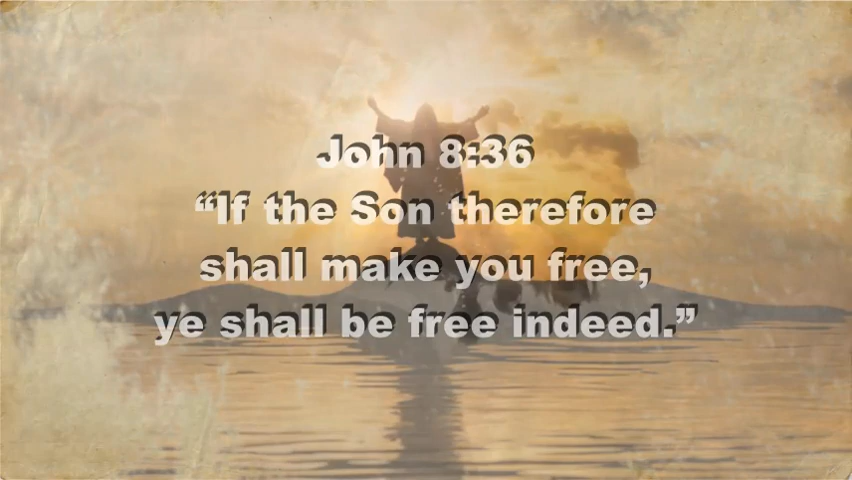 John 8:36
“If the Son therefore
shall make you free,
ye shall be free indeed.”